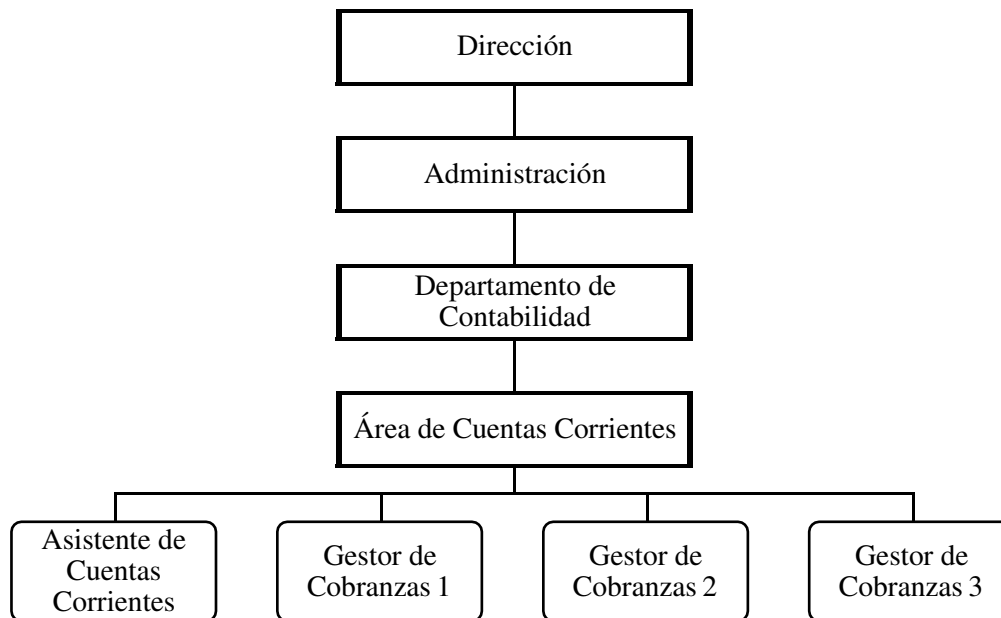 Dirección
Administración
Departamento de
Contabilidad
Área de Cuentas Corrientes
Asistente de
Cuentas
Corrientes
Gestor de
Cobranzas 1
Gestor de
Cobranzas 2
Gestor de
Cobranzas 3